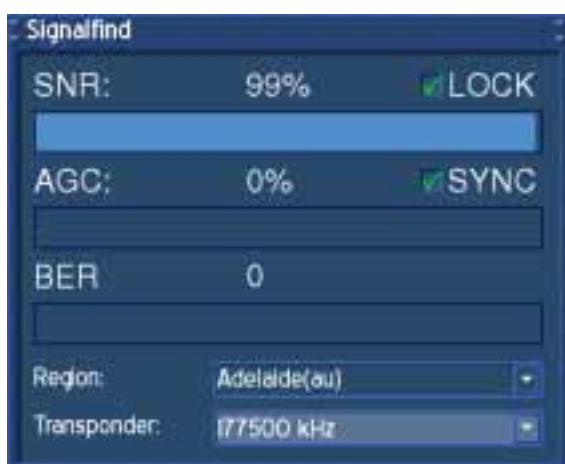 Signalfind
SNR: 99% LOCK
AGC: 0% SYNC
BER 0
Region: Adelaide(au)
Transponder: 177500 kHz